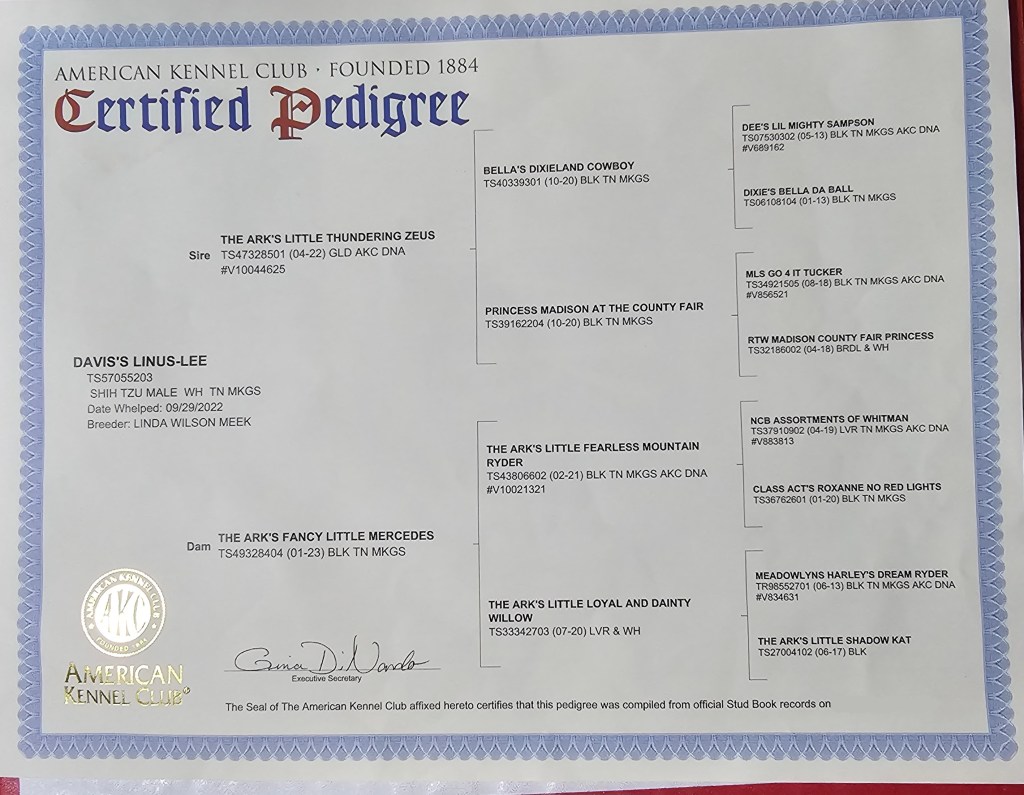 AMERICAN KENNEL CLUB · FOUNDED 1884
Certified Pedigree
DAVIS'S LINUS-LEE
TS57055203
SHIH TZU MALE WH TN MKGS
Date Whelped: 09/29/2022
Breeder: LINDA WILSON MEEK
Sire
THE ARK'S LITTLE THUNDERING ZEUS
TS47328501 (04-22) GLD AKC DNA
#V10044625
Dam
THE ARK'S FANCY LITTLE MERCEDES
TS49328404 (01-23) BLK TN MKGS
BELLA'S DIXIELAND COWBOY
TS40339301 (10-20) BLK TN MKGS
PRINCESS MADISON AT THE COUNTY FAIR
TS39162204 (10-20) BLK TN MKGS
THE ARK'S LITTLE FEARLESS MOUNTAIN
RYDER
TS43806602 (02-21) BLK TN MKGS AKC DNA
#V10021321
THE ARK'S LITTLE LOYAL AND DAINTY
WILLOW
TS33342703 (07-20) LVR & WH
DEE'S LIL MIGHTY SAMPSON
TS07530302 (05-13) BLK TN MKGS AKC DNA
#V689162
DIXIE'S BELLA DA BALL
TS06108104 (01-13) BLK TN MKGS
MLS GO 4 IT TUCKER
TS34921505 (08-18) BLK TN MKGS AKC DNA
#V856521
RTW MADISON COUNTY FAIR PRINCESS
TS32186002 (04-18) BRDL & WH
NCB ASSORTMENTS OF WHITMAN
TS37910902 (04-19) LVR TN MKGS AKC DNA
#V883813
CLASS ACT'S ROXANNE NO RED LIGHTS
TS36762601 (01-20) BLK TN MKGS
MEADOWLYNS HARLEY'S DREAM RYDER
TR98552701 (06-13) BLK TN MKGS AKC DNA
#V834631
THE ARK'S LITTLE SHADOW KAT
TS27004102 (06-17) BLK
AMERICAN KENNEL CLUB
AKC
FOUNDED 1884
AMERICAN
KENNEL CLUB®
Gina DiNardo
Executive Secretary
The Seal of The American Kennel Club affixed hereto certifies that this pedigree was compiled from official Stud Book records on